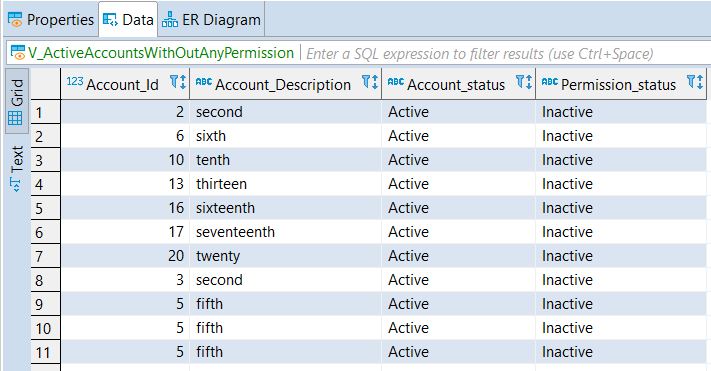 Properties Data ER Diagram
V_ActiveAccountsWithOutAnyPermission Enter a SQL expression to filter results (use Ctrl+Space)
Grid
Text
123 Account_Id ABC Account_Description ABC Account_status ABC Permission_status
1 2 second Active Inactive
2 6 sixth Active Inactive
3 10 tenth Active Inactive
4 13 thirteen Active Inactive
5 16 sixteenth Active Inactive
6 17 seventeenth Active Inactive
7 20 twenty Active Inactive
8 3 second Active Inactive
9 5 fifth Active Inactive
10 5 fifth Active Inactive
11 5 fifth Active Inactive